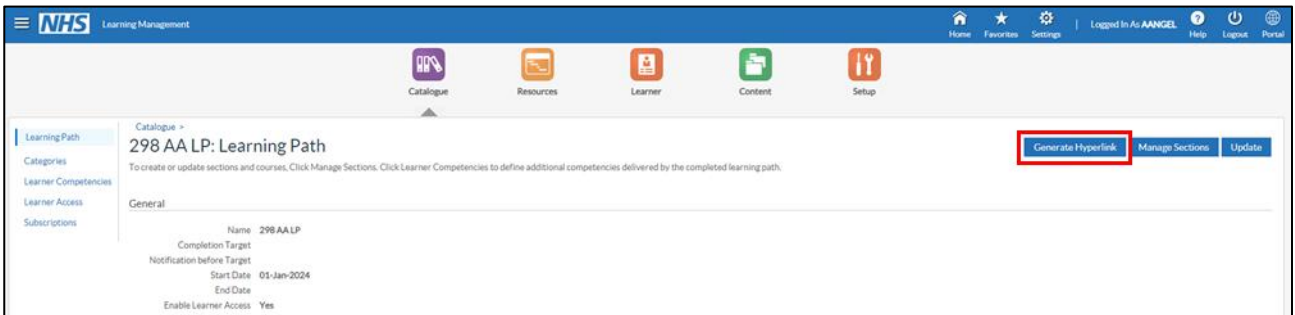 NHS Learning Management
Home Favorites Settings | Logged In As AANGEL Help Logout Portal
Catalogue Resources Learner Content Setup
Learning Path
Categories
Learner Competencies
Learner Access
Subscriptions
Catalogue >
298 AA LP: Learning Path
Generate Hyperlink Manage Sections Update
To create or update sections and courses, Click Manage Sections. Click Learner Competencies to define additional competencies delivered by the completed learning path.
General
Name 298 AA LP
Completion Target
Notification before Target
Start Date 01-Jan-2024
End Date
Enable Learner Access Yes